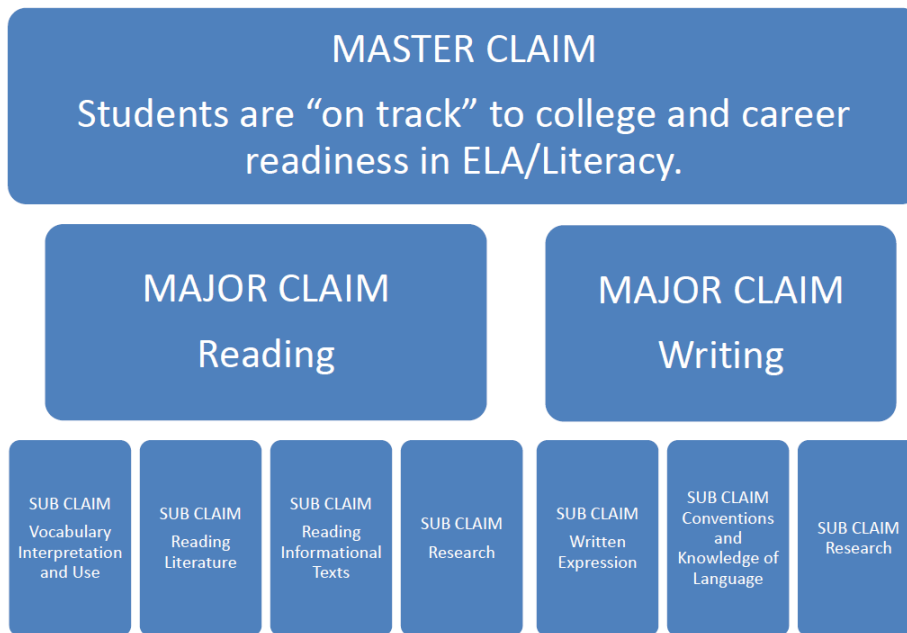 MASTER CLAIM
Students are “on track” to college and career
readiness in ELA/Literacy.
MAJOR CLAIM
Reading
MAJOR CLAIM
Writing
SUB CLAIM
Vocabulary
Interpretation
and Use
SUB CLAIM
Reading
Literature
SUB CLAIM
Reading
Informational
Texts
SUB CLAIM
Research
SUB CLAIM
Written
Expression
SUB CLAIM
Conventions
and
Knowledge of
Language
SUB CLAIM
Research